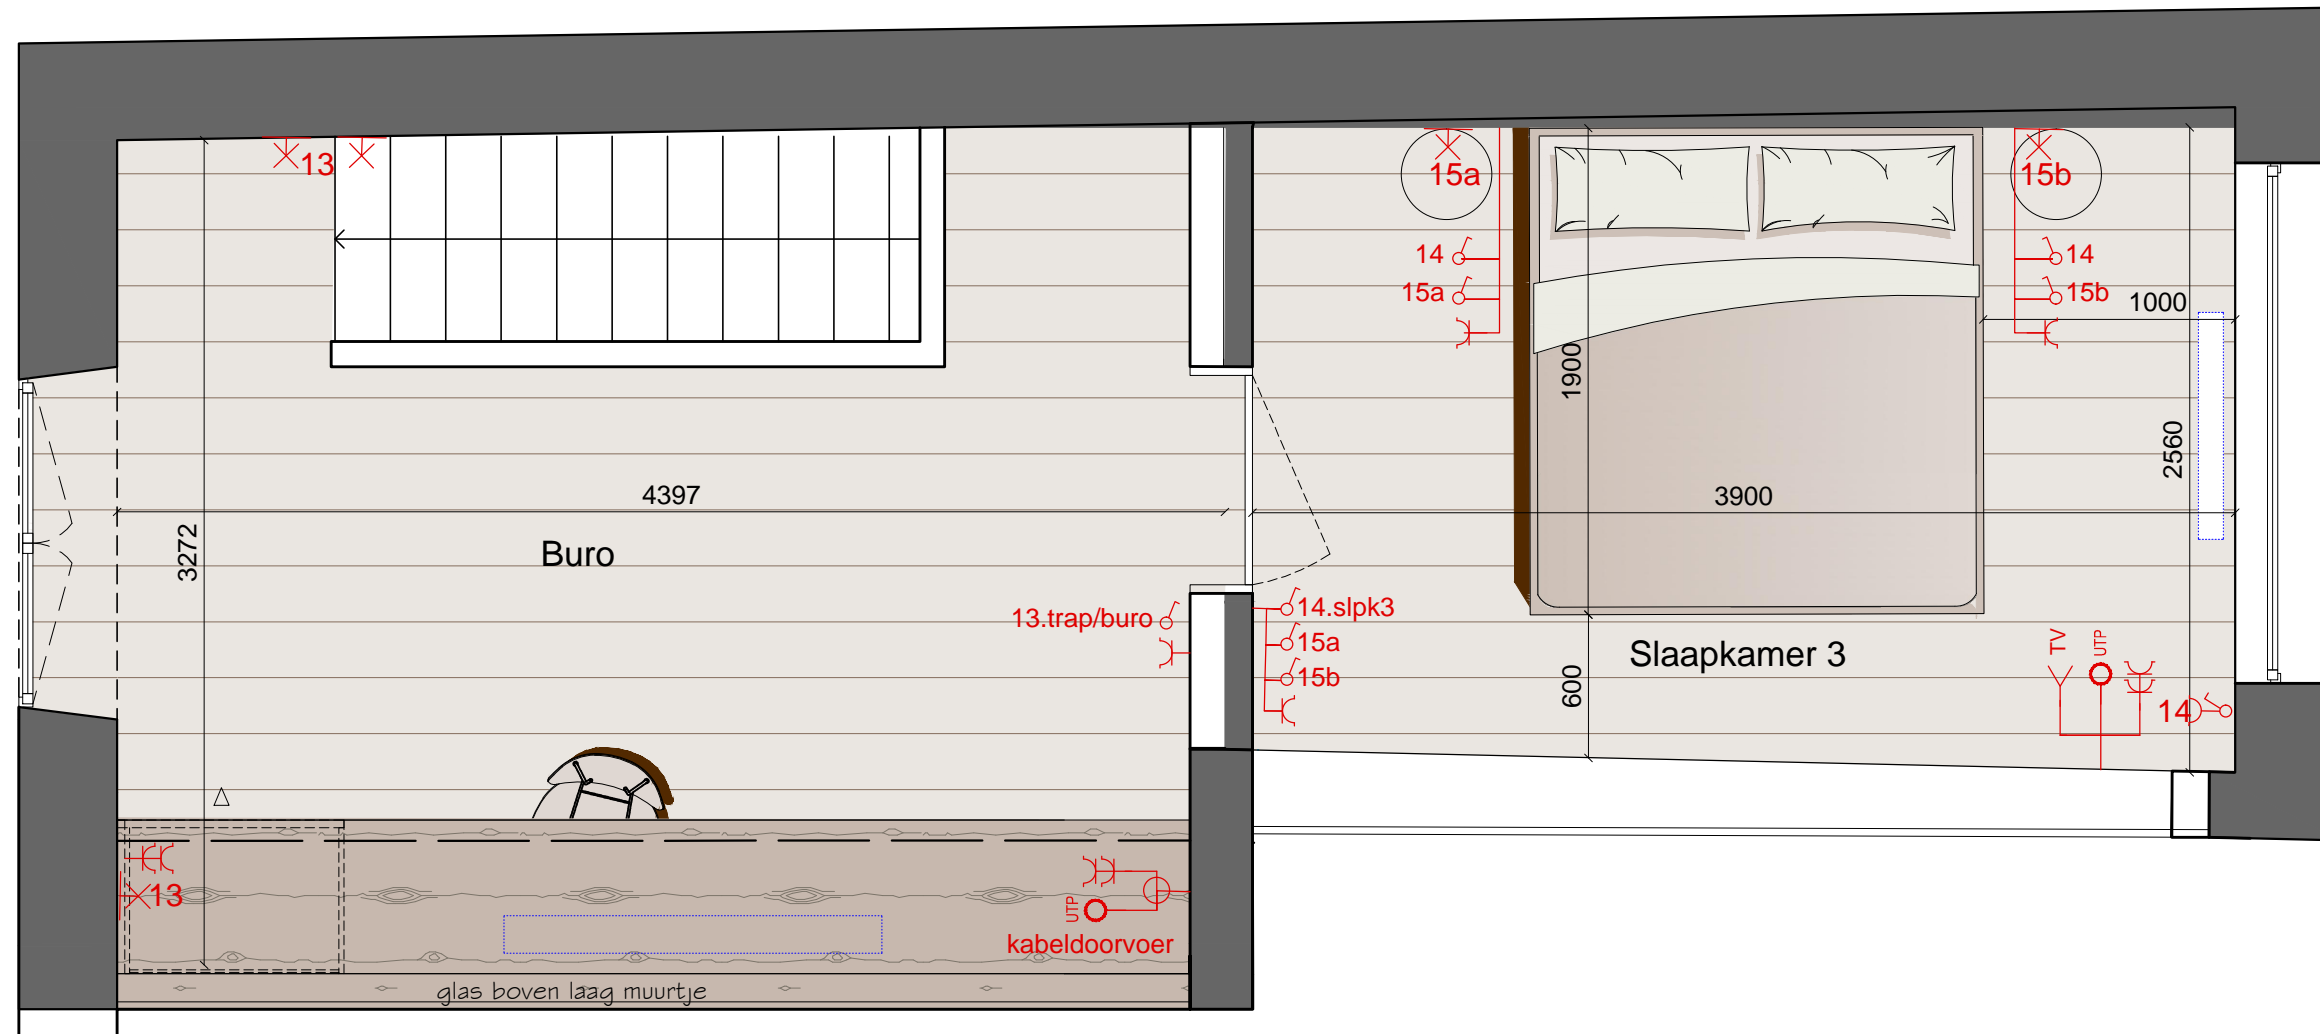 13
15a
15b
14
14
15a
15b
1000
1900
2560
4397
3900
3272
Buro
13.trap/buro
14.slpk3
15a
15b
Slaapkamer 3
600
TV
UTP
14
13
UTP
kabeldoorvoer
glas boven laag muurtje